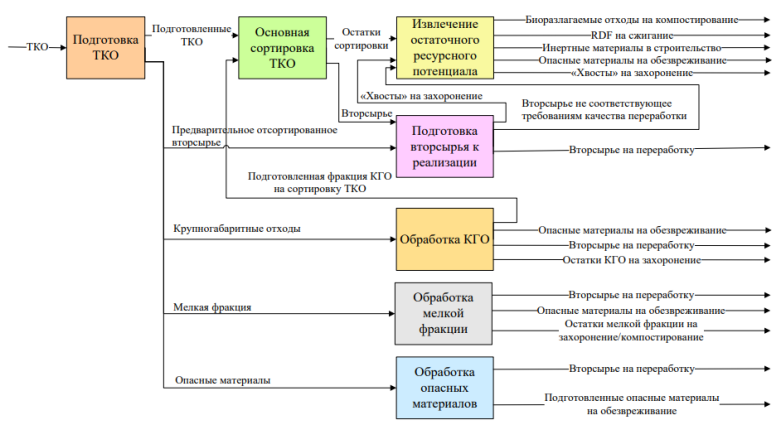 ТКО
Подготовка
ТКО
Подготовленные
ТКО
Основная
сортировка
ТКО
Остатки
сортировки
Извлечение
остаточного
ресурсного
потенциала
Биоразлагаемые отходы на компостирование
RDF на сжигание
Инертные материалы в строительство
Опасные материалы на обезвреживание
«Хвосты» на захоронение
«Хвосты» на захоронение
Вторсырье
Вторсырье не соответствующее
требованиям качества переработки
Предварительное отсортированное
вторсырье
Подготовка
вторсырья к
реализации
Вторсырье на переработку
Подготовленная фракция КГО
на сортировку ТКО
Крупногабаритные отходы
Обработка КГО
Опасные материалы на обезвреживание
Вторсырье на переработку
Остатки КГО на захоронение
Мелкая фракция
Обработка
мелкой
фракции
Вторсырье на переработку
Опасные материалы на обезвреживание
Остатки мелкой фракции на
захоронение/компостирование
Опасные материалы
Обработка
опасных
материалов
Вторсырье на переработку
Подготовленные опасные материалы
на обезвреживание